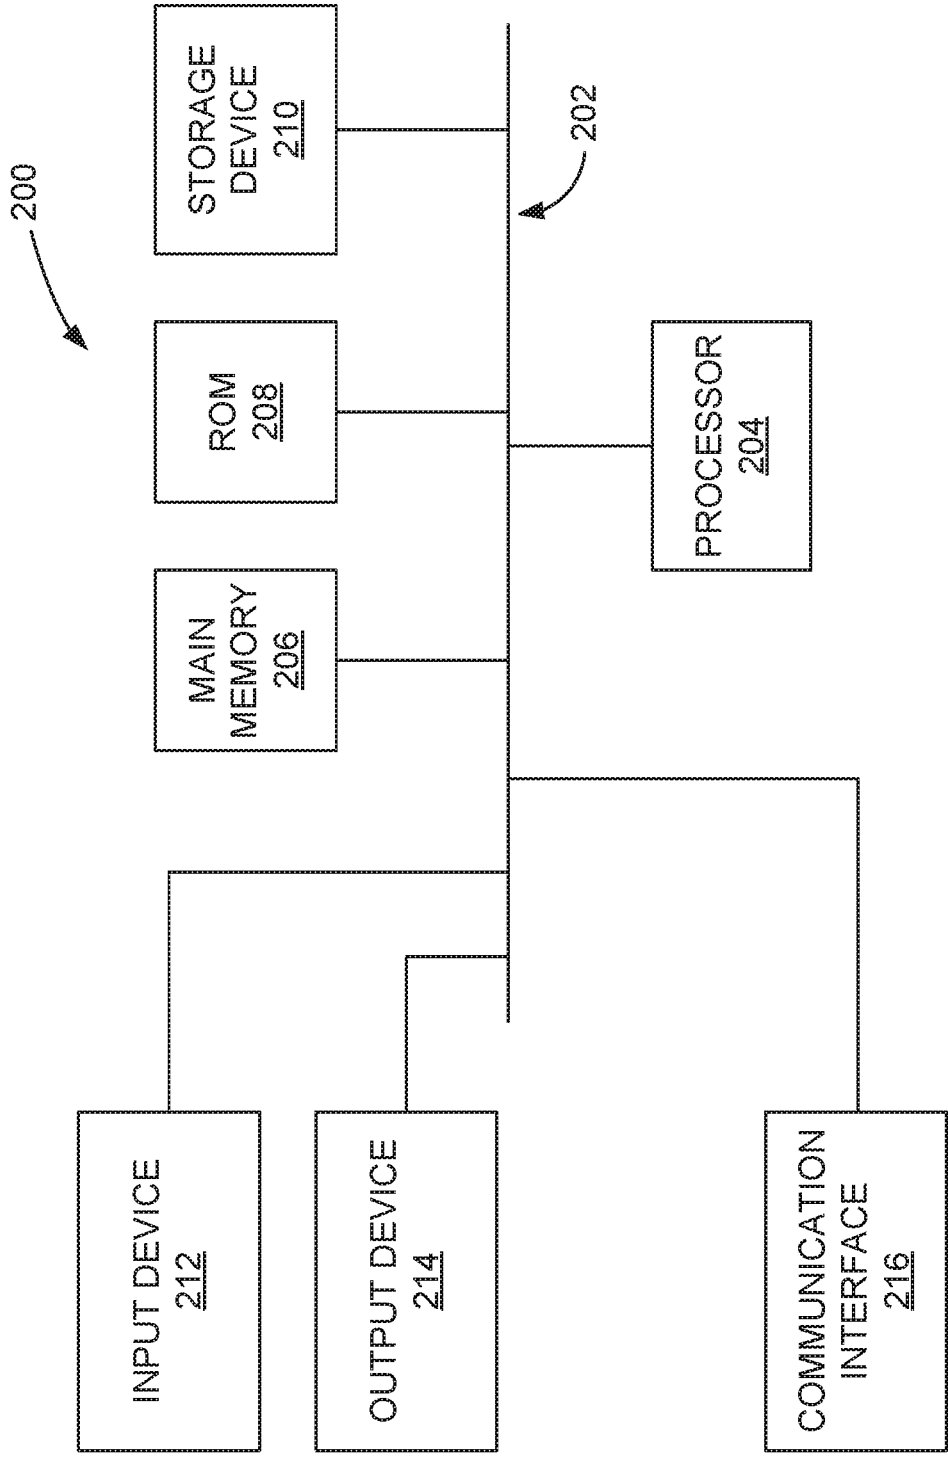 200
INPUT DEVICE
212
MAIN
MEMORY
206
ROM
208
STORAGE
DEVICE
210
OUTPUT DEVICE
214
202
COMMUNICATION
INTERFACE
216
PROCESSOR
204